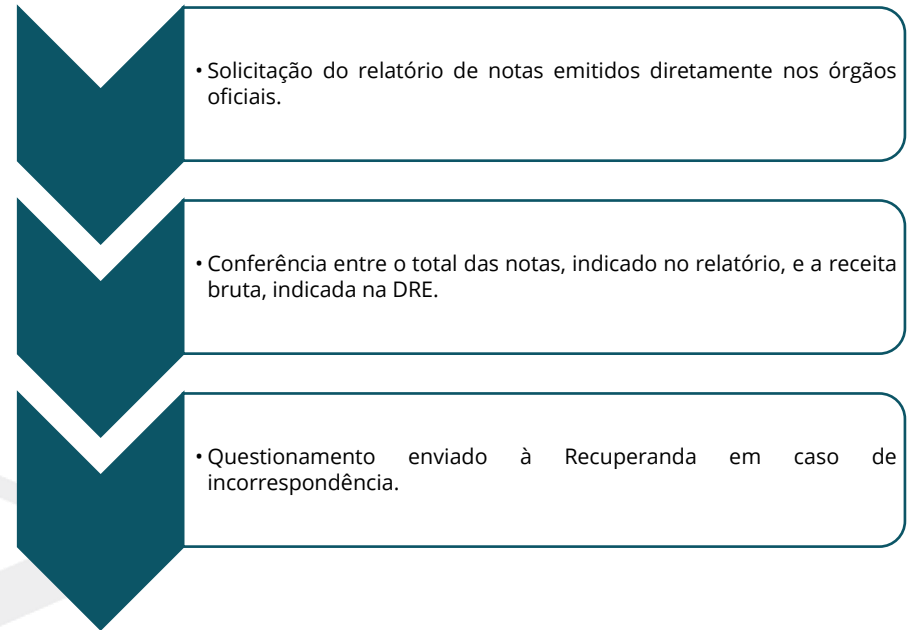 • Solicitação do relatório de notas emitidos diretamente nos órgãos
oficiais.
• Conferência entre o total das notas, indicado no relatório, e a receita
bruta, indicada na DRE.
• Questionamento enviado à Recuperanda em caso de
incorrespondência.